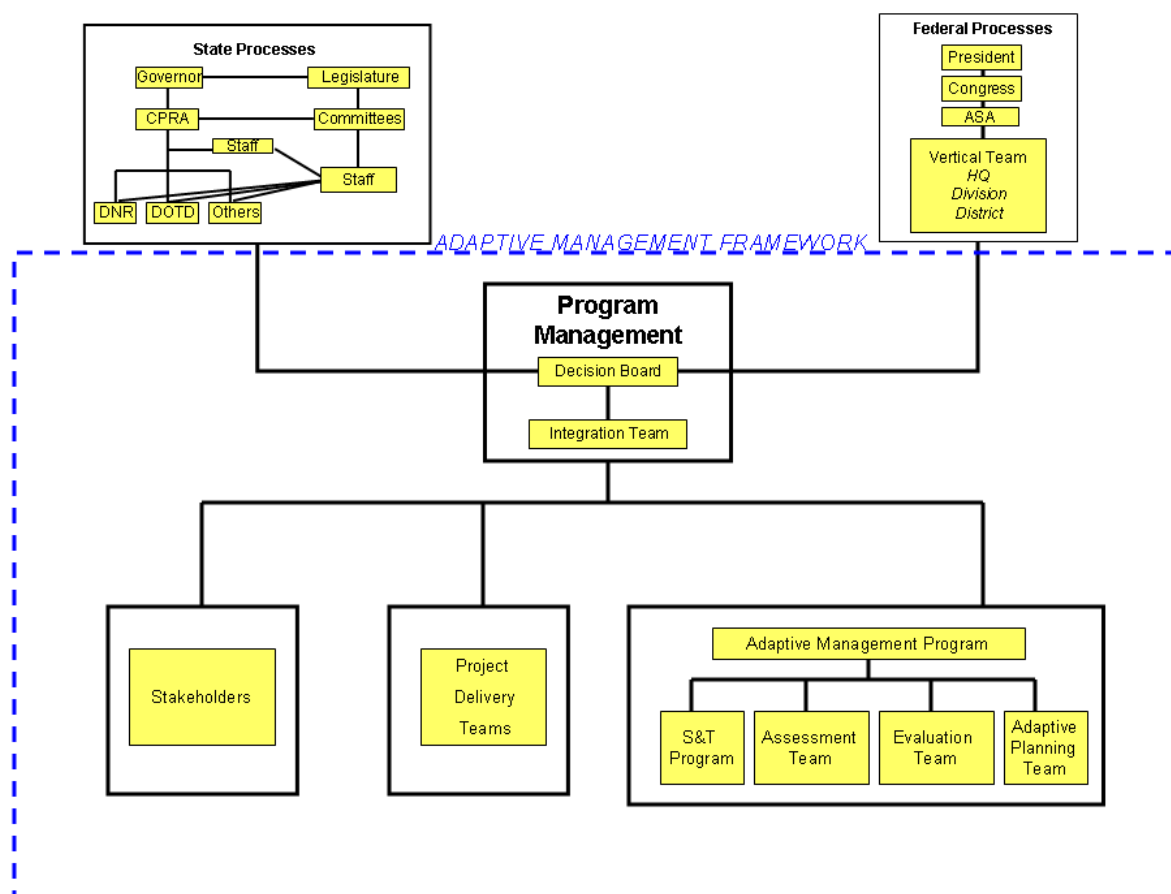 State Processes
Governor
Legislature
CPRA
Committees
Staff
Staff
DNR
DOTD
Others
Federal Processes
President
Congress
ASA
Vertical Team
HQ
Division
District
ADAPTIVE MANAGEMENT FRAMEWORK
Program
Management
Decision Board
Integration Team
Stakeholders
Project
Delivery
Teams
Adaptive Management Program
S&T
Program
Assessment
Team
Evaluation
Team
Adaptive
Planning
Team